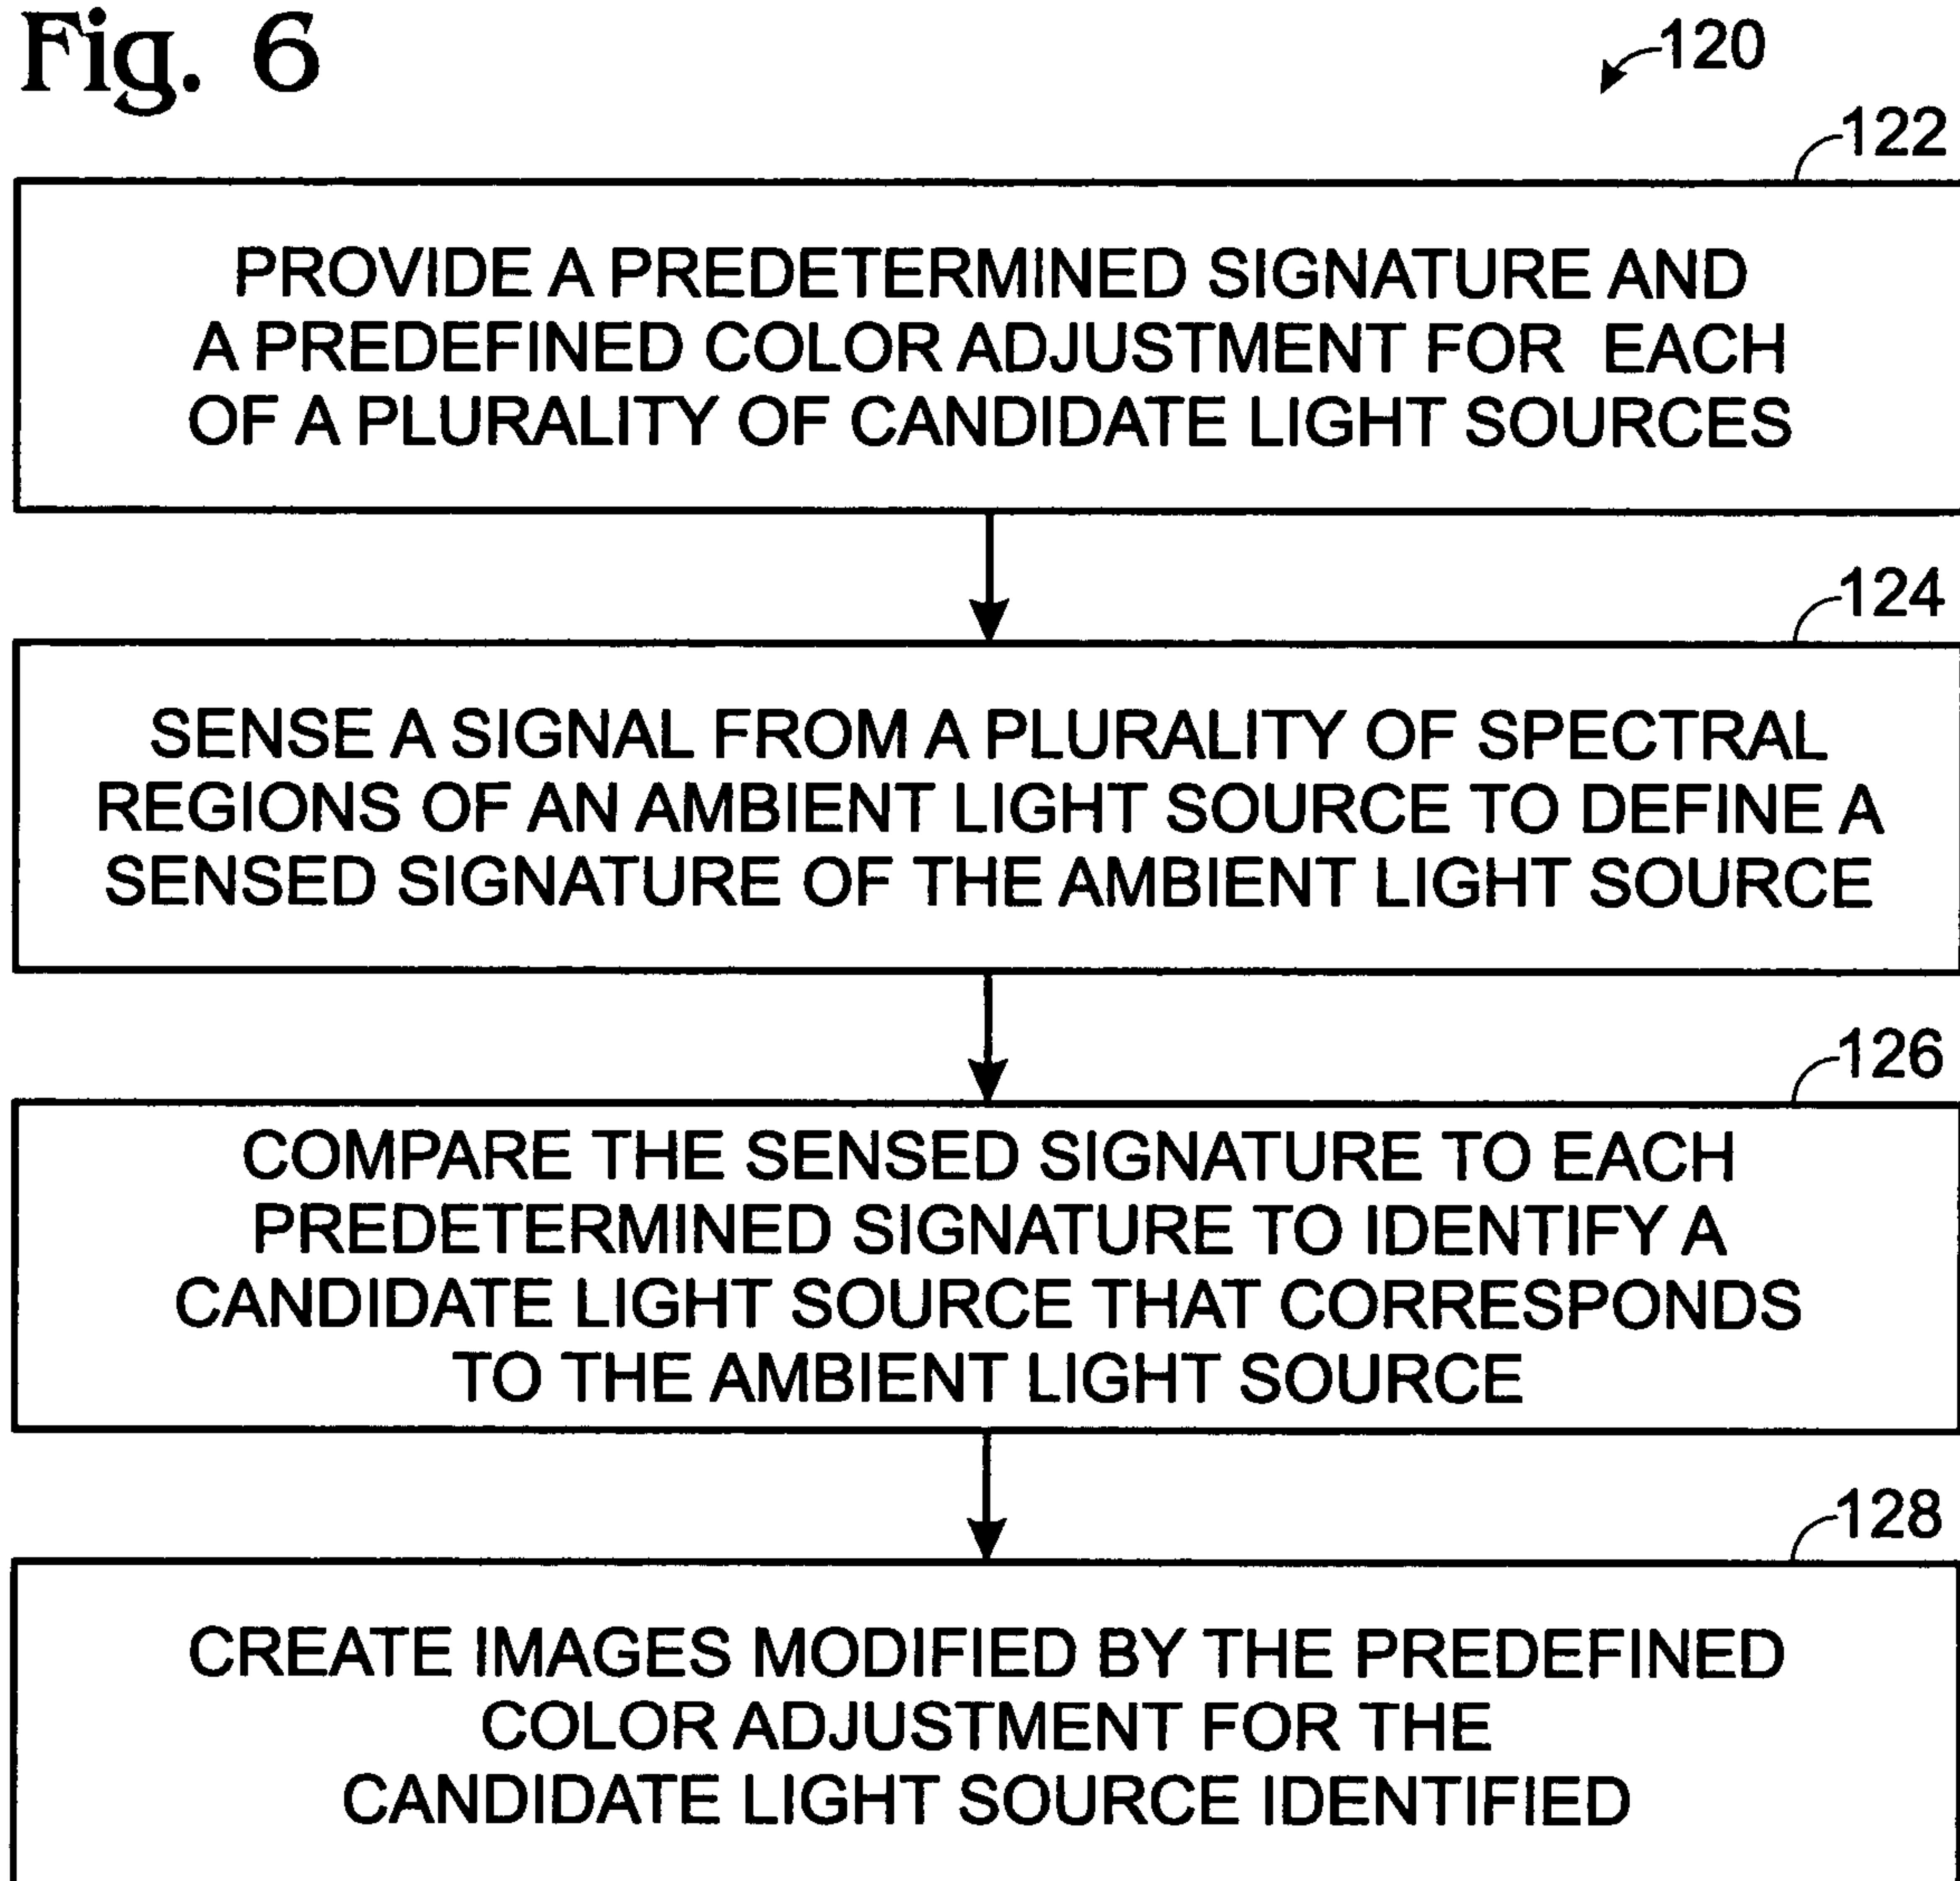 Fig. 6
120
122
PROVIDE A PREDETERMINED SIGNATURE AND
A PREDEFINED COLOR ADJUSTMENT FOR EACH
OF A PLURALITY OF CANDIDATE LIGHT SOURCES
124
SENSE A SIGNAL FROM A PLURALITY OF SPECTRAL
REGIONS OF AN AMBIENT LIGHT SOURCE TO DEFINE A
SENSED SIGNATURE OF THE AMBIENT LIGHT SOURCE
126
COMPARE THE SENSED SIGNATURE TO EACH
PREDETERMINED SIGNATURE TO IDENTIFY A
CANDIDATE LIGHT SOURCE THAT CORRESPONDS
TO THE AMBIENT LIGHT SOURCE
128
CREATE IMAGES MODIFIED BY THE PREDEFINED
COLOR ADJUSTMENT FOR THE
CANDIDATE LIGHT SOURCE IDENTIFIED